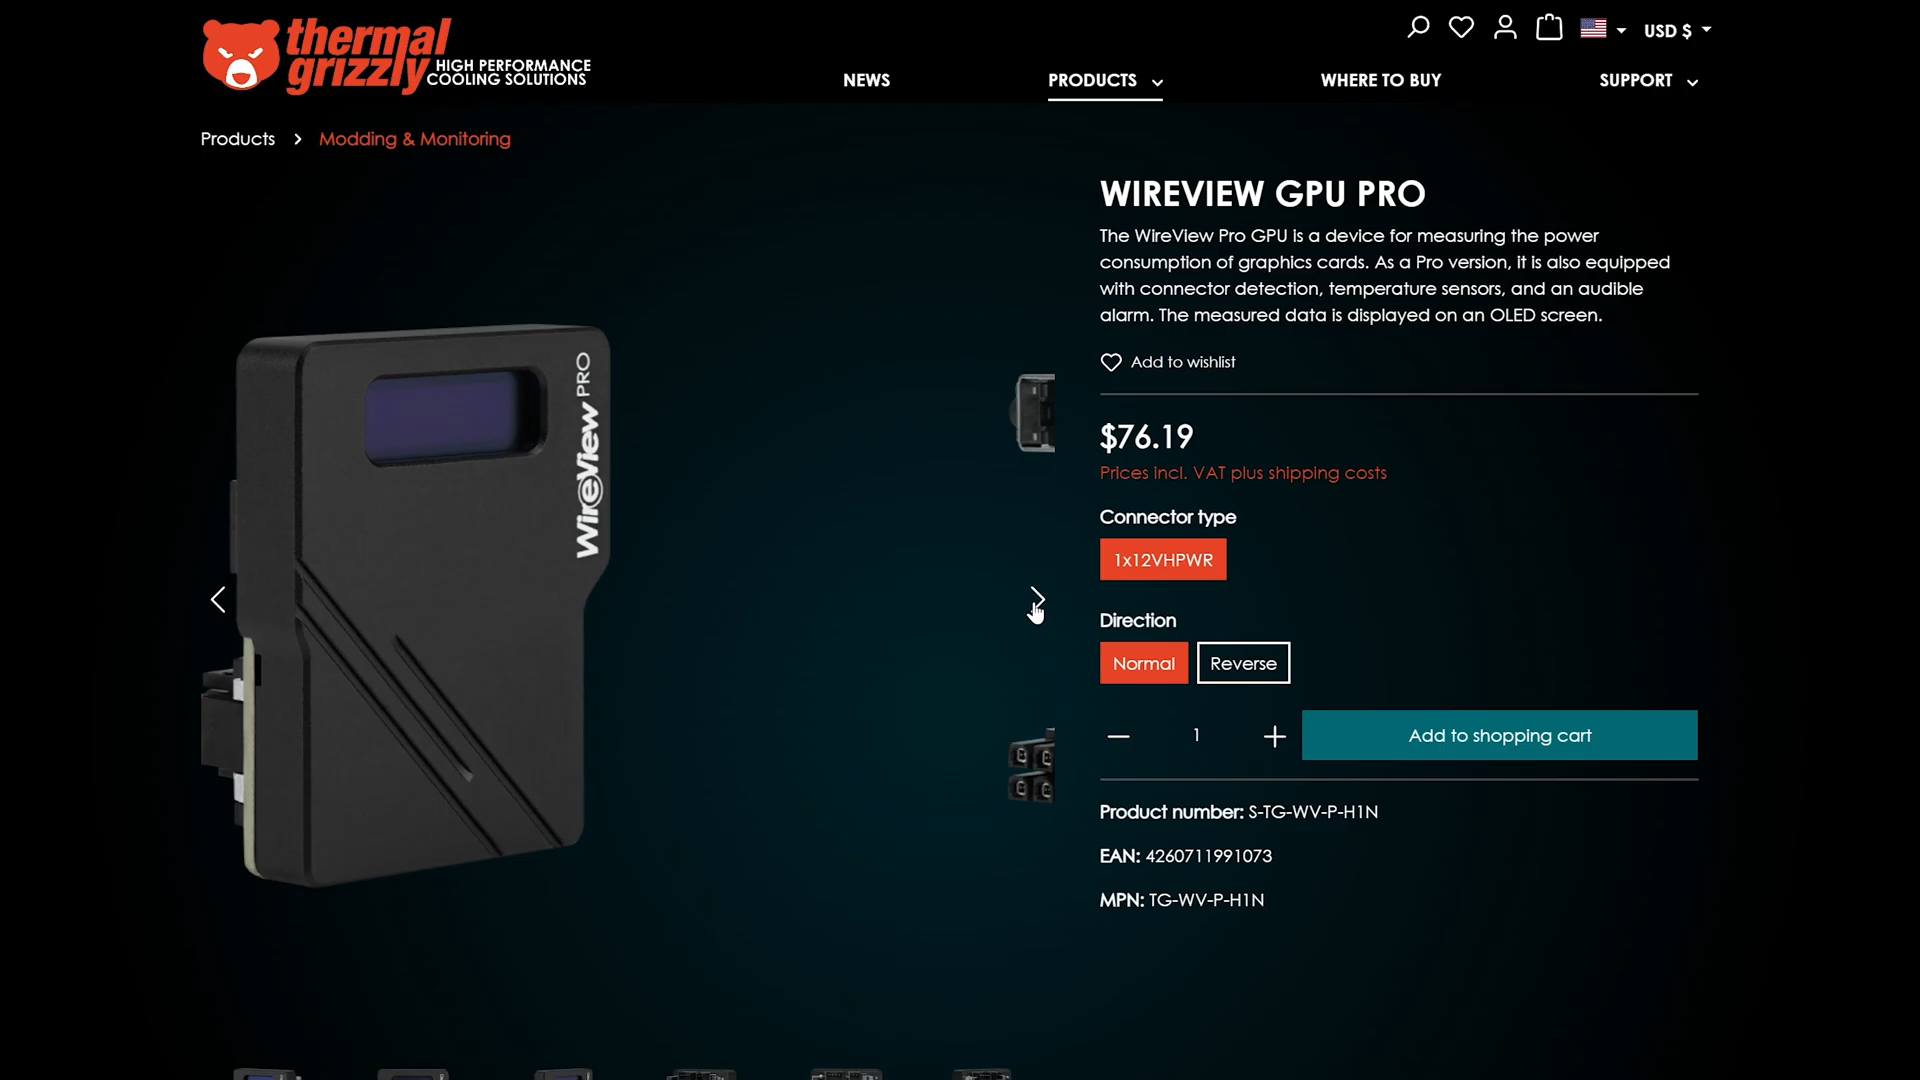 thermal
grizzly HIGH PERFORMANCE
COOLING SOLUTIONS
USD $
NEWS
PRODUCTS
WHERE TO BUY
SUPPORT
Products
Modding & Monitoring
WireView PRO
WIREVIEW GPU PRO
The WireView Pro GPU is a device for measuring the power
consumption of graphics cards. As a Pro version, it is also equipped
with connector detection, temperature sensors, and an audible
alarm. The measured data is displayed on an OLED screen.
Add to wishlist
$76.19
Prices incl. VAT plus shipping costs
Connector type
1x12VHPWR
Direction
Normal
Reverse
1
Add to shopping cart
Product number: S-TG-WV-P-H1N
EAN: 4260711991073
MPN: TG-WV-P-H1N